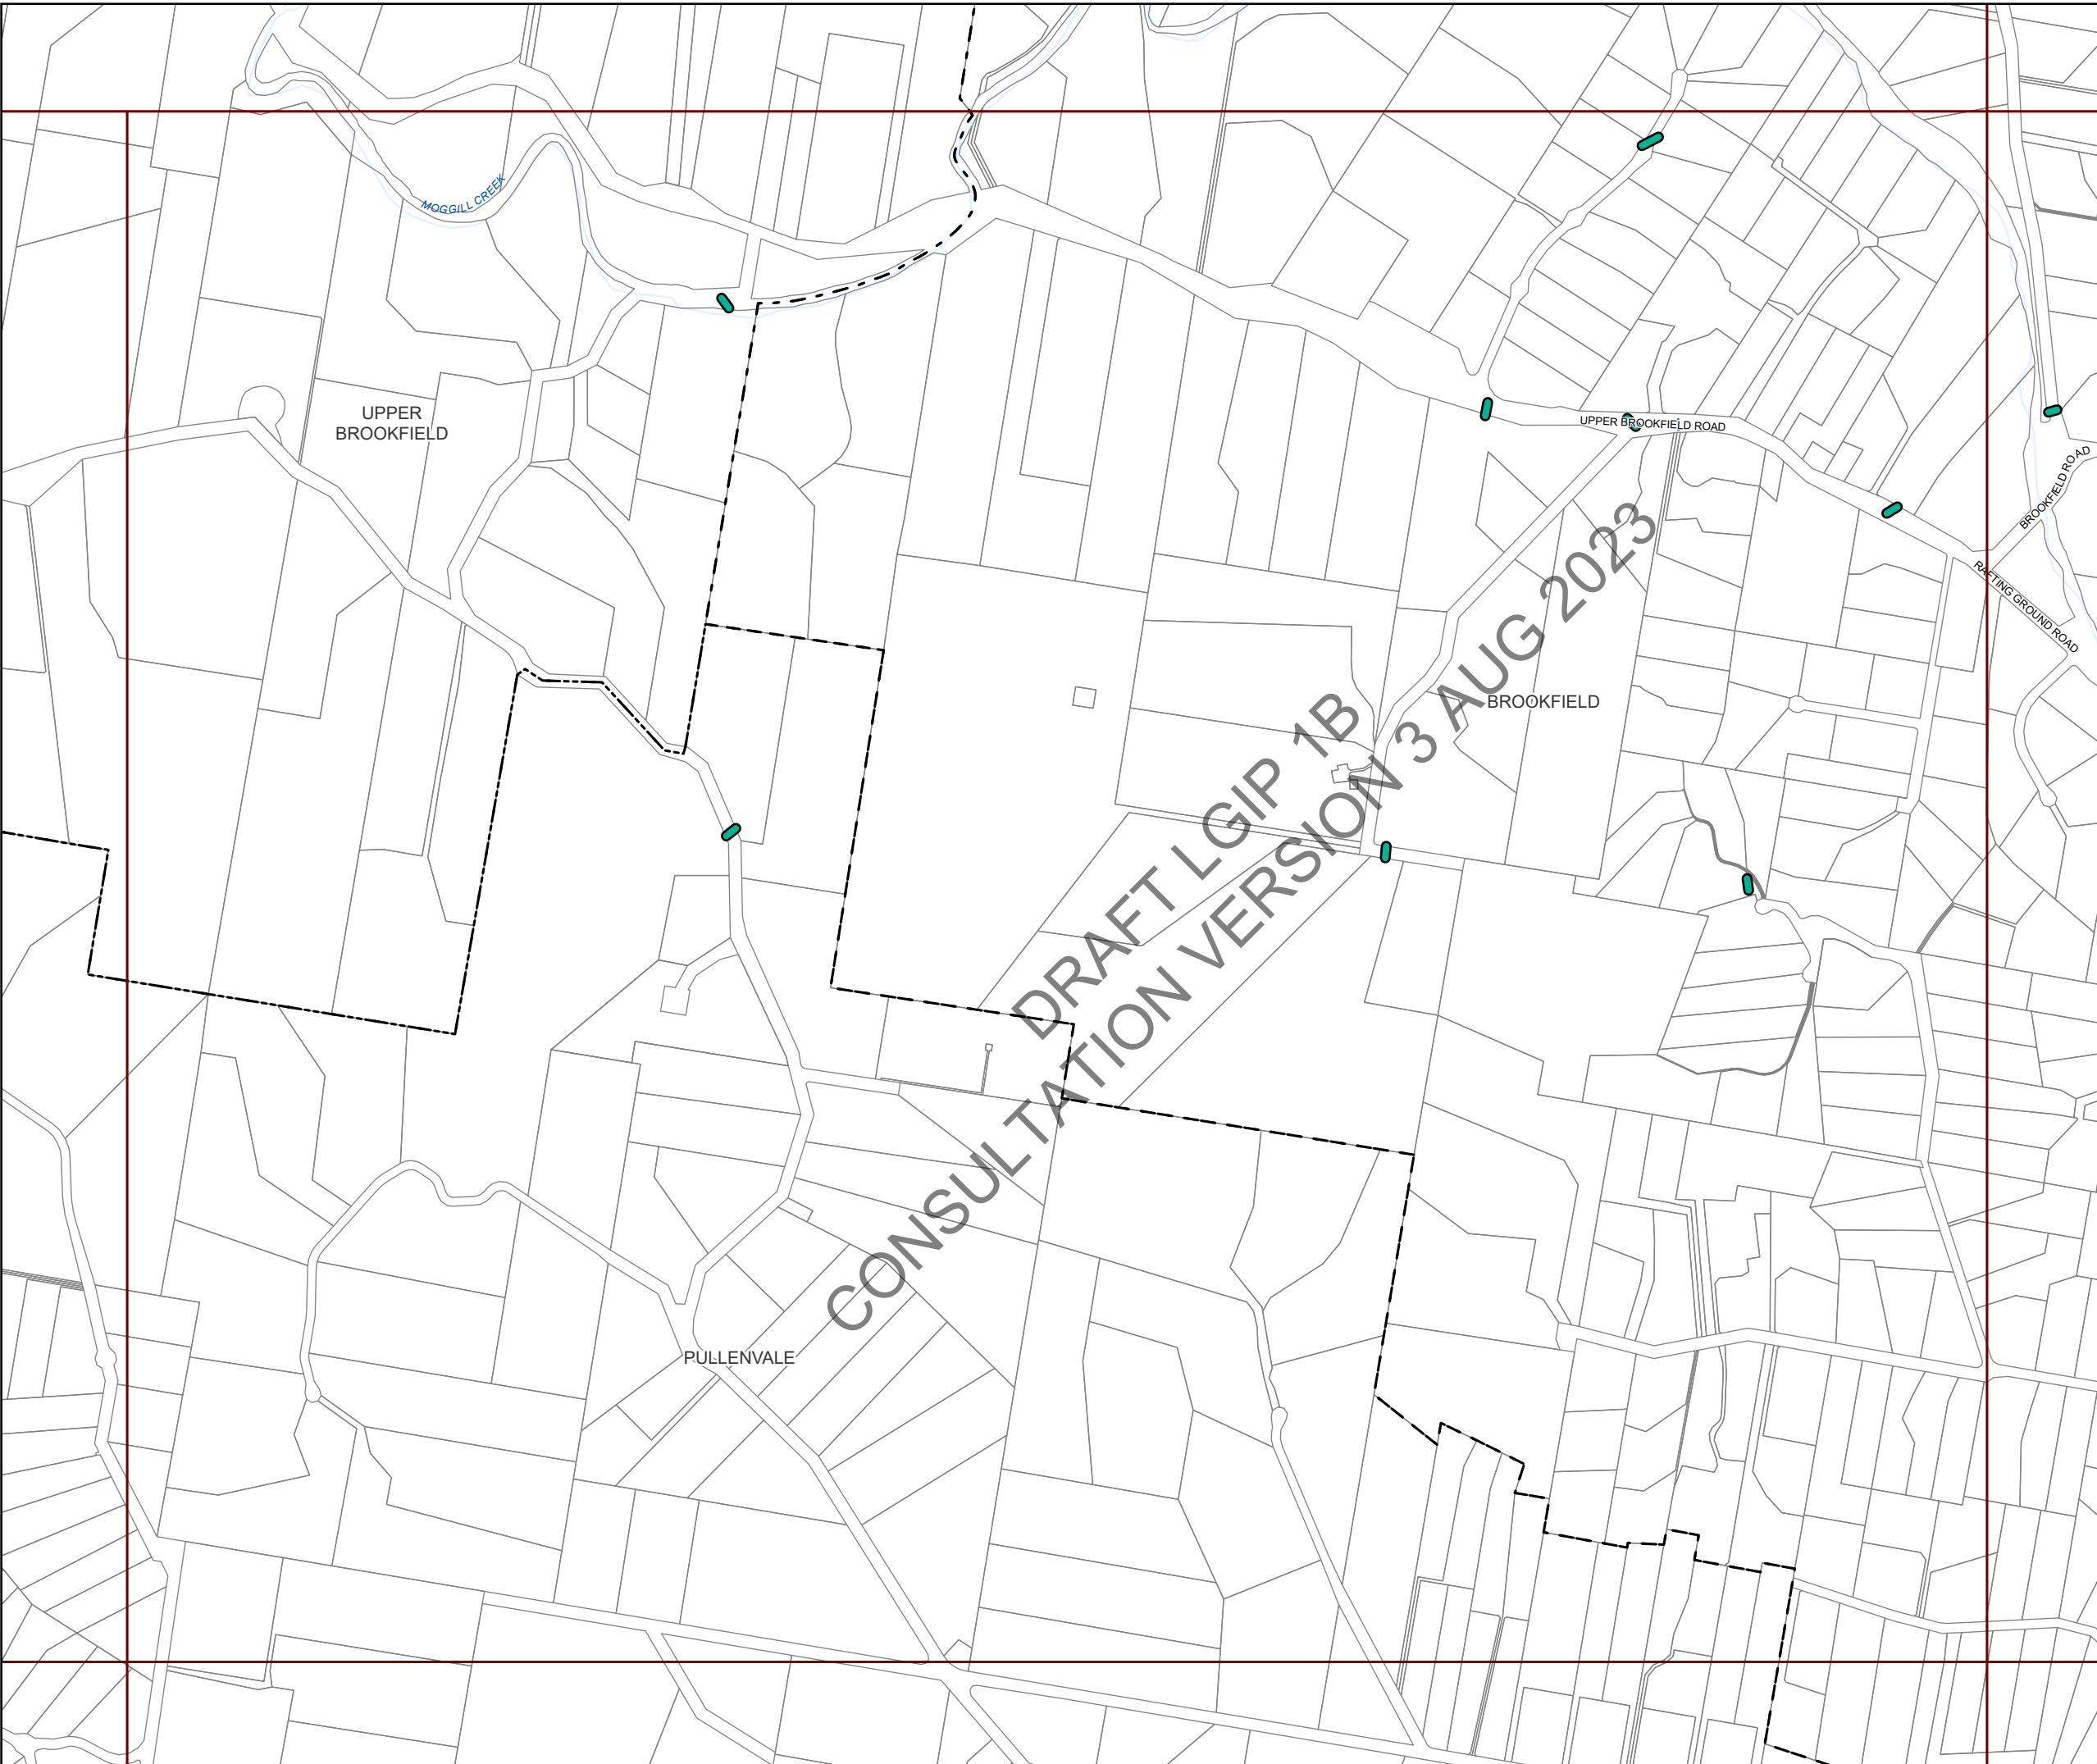 MOGGILL CREEK
UPPER
BROOKFIELD
UPPER BROOKFIELD ROAD
BROOKFIELD ROAD
RAFTING GROUND ROAD
BROOKFIELD
DRAFT LGIP 1B
CONSULTATION VERSION 3 AUG 2023
PULLENVALE